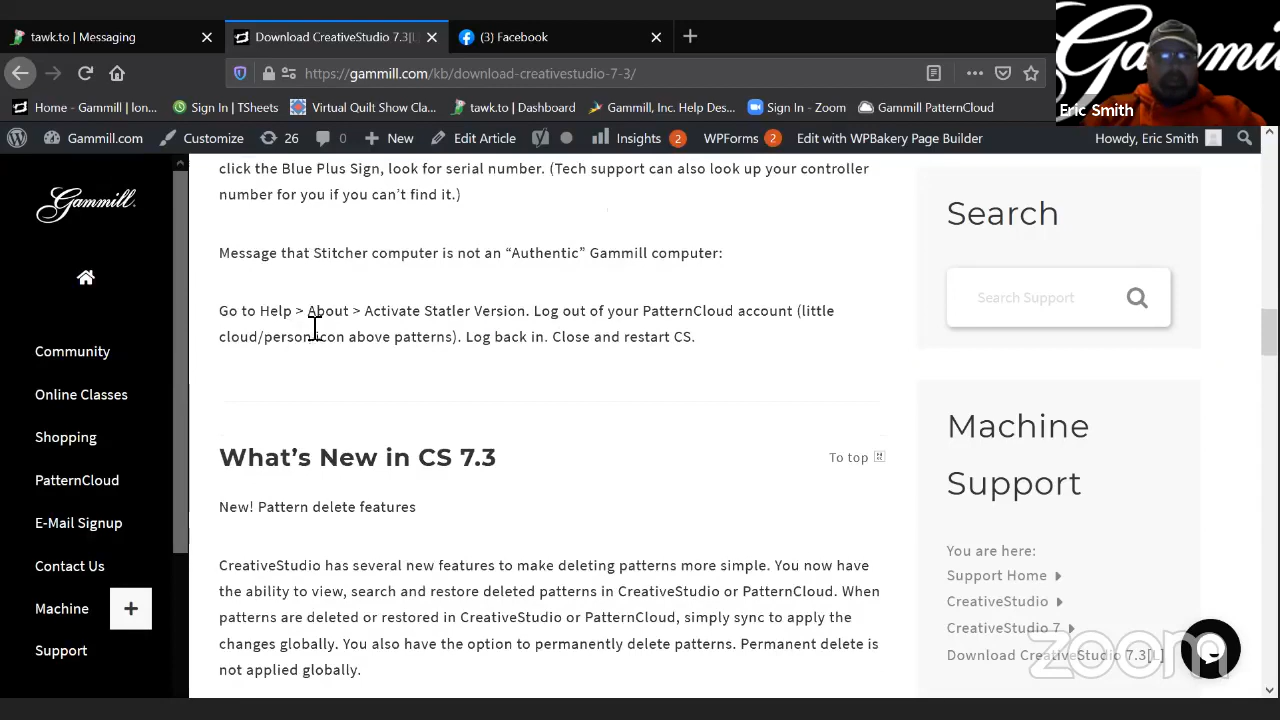 tawk.to | Messaging
Download CreativeStudio 7.3[L
(3) Facebook
https://gammill.com/kb/download-creativestudio-7-3/
Home - Gammill | lon...
Sign In | TSheets
Virtual Quilt Show Cla...
tawk.to | Dashboard
Gammill, Inc. Help Des...
Sign In - Zoom
Gammill PatternCloud
Gammill
Eric Smith
Gammill.com
Customize
26
0
New
Edit Article
Insights
2
WPForms
2
Edit with WPBakery Page Builder
Howdy, Eric Smith
Gammill.
Community
Online Classes
Shopping
PatternCloud
E-Mail Signup
Contact Us
Machine
Support
click the Blue Plus Sign, look for serial number. (Tech support can also look up your controller
number for you if you can’t find it.)
Message that Stitcher computer is not an “Authentic” Gammill computer:
Go to Help > About > Activate Statler Version. Log out of your PatternCloud account (little
cloud/person icon above patterns). Log back in. Close and restart CS.
What’s New in CS 7.3
To top
New! Pattern delete features
CreativeStudio has several new features to make deleting patterns more simple. You now have
the ability to view, search and restore deleted patterns in CreativeStudio or PatternCloud. When
patterns are deleted or restored in CreativeStudio or PatternCloud, simply sync to apply the
changes globally. You also have the option to permanently delete patterns. Permanent delete is
not applied globally.
Search
Search Support
Machine
Support
You are here:
Support Home
CreativeStudio
CreativeStudio 7
Download CreativeStudio 7.3[L]
zoom